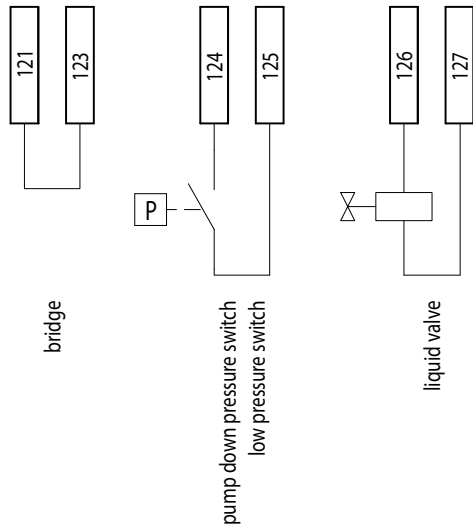 121
123
124
125
126
127
P
bridge
pump down pressure switch
low pressure switch
liquid valve